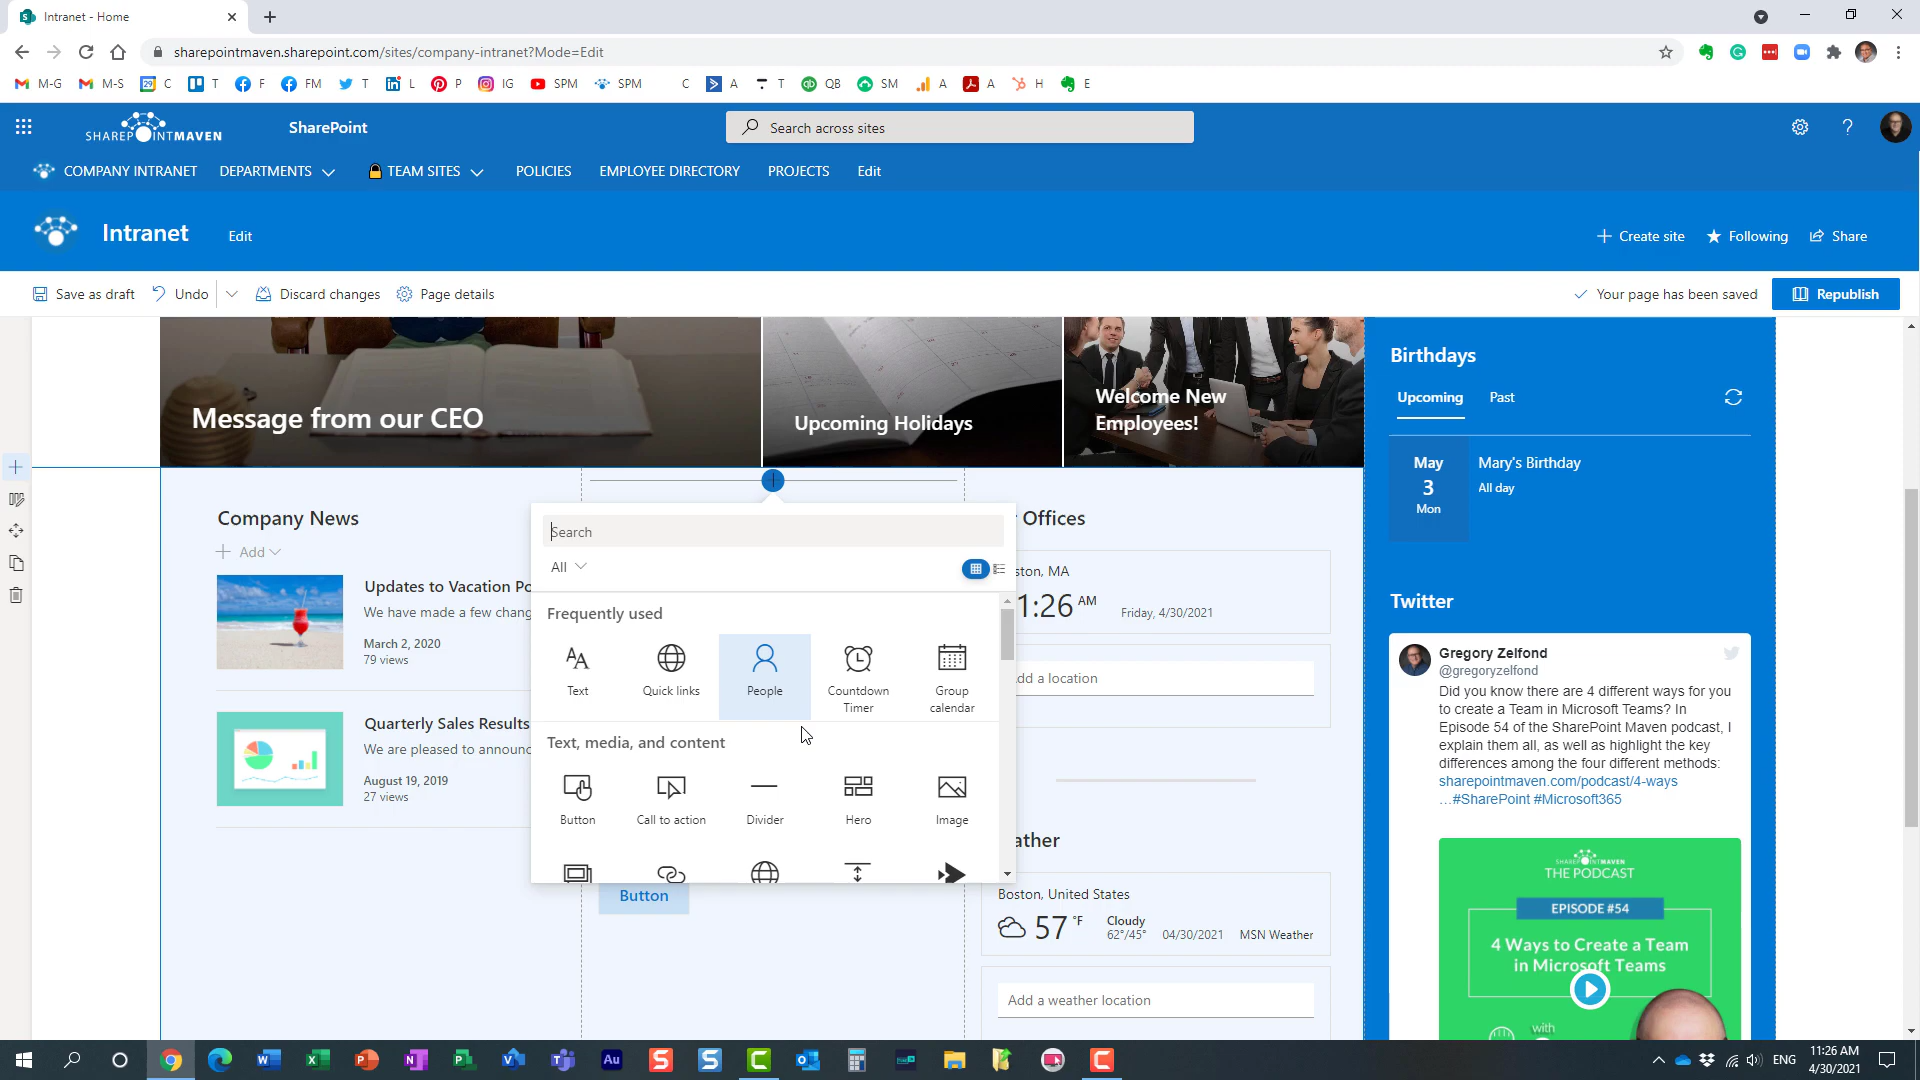 Intranet - Home
sharepointmaven.sharepoint.com/sites/company-intranet?Mode=Edit
M-G
M-S
29
C
T
F
FM
T
L
P
IG
SPM
SPM
C
A
T
QB
SM
A
A
H
E
SHAREPOINTMAVEN
SharePoint
Search across sites
COMPANY INTRANET
DEPARTMENTS
TEAM SITES
POLICIES
EMPLOYEE DIRECTORY
PROJECTS
Edit
Intranet
Edit
Create site
Following
Share
Save as draft
Undo
Discard changes
Page details
Your page has been saved
Republish
Message from our CEO
Upcoming Holidays
Welcome New
Employees!
Birthdays
Upcoming
Past
May
3
Mon
Mary's Birthday
All day
Company News
Add
Updates to Vacation Po
We have made a few chang
March 2, 2020
79 views
Quarterly Sales Results
We are pleased to announc
August 19, 2019
27 views
Search
All
Frequently used
Text
Quick links
People
Countdown
Timer
Group
calendar
Text, media, and content
Button
Call to action
Divider
Hero
Image
Button
Offices
ston, MA
1:26 AM
Friday, 4/30/2021
dd a location
ather
Boston, United States
57 °F
Cloudy
62°/45°
04/30/2021
MSN Weather
Add a weather location
Twitter
Gregory Zelfond
@gregoryzelfond
Did you know there are 4 different ways for you
to create a Team in Microsoft Teams? In
Episode 54 of the SharePoint Maven podcast, I
explain them all, as well as highlight the key
differences among the four different methods:
sharepointmaven.com/podcast/4-ways
…#SharePoint #Microsoft365
SHAREPOINTMAVEN
THE PODCAST
EPISODE #54
4 Ways to Create a Team
in Microsoft Teams
with
Au
ENG
11:26 AM
4/30/2021